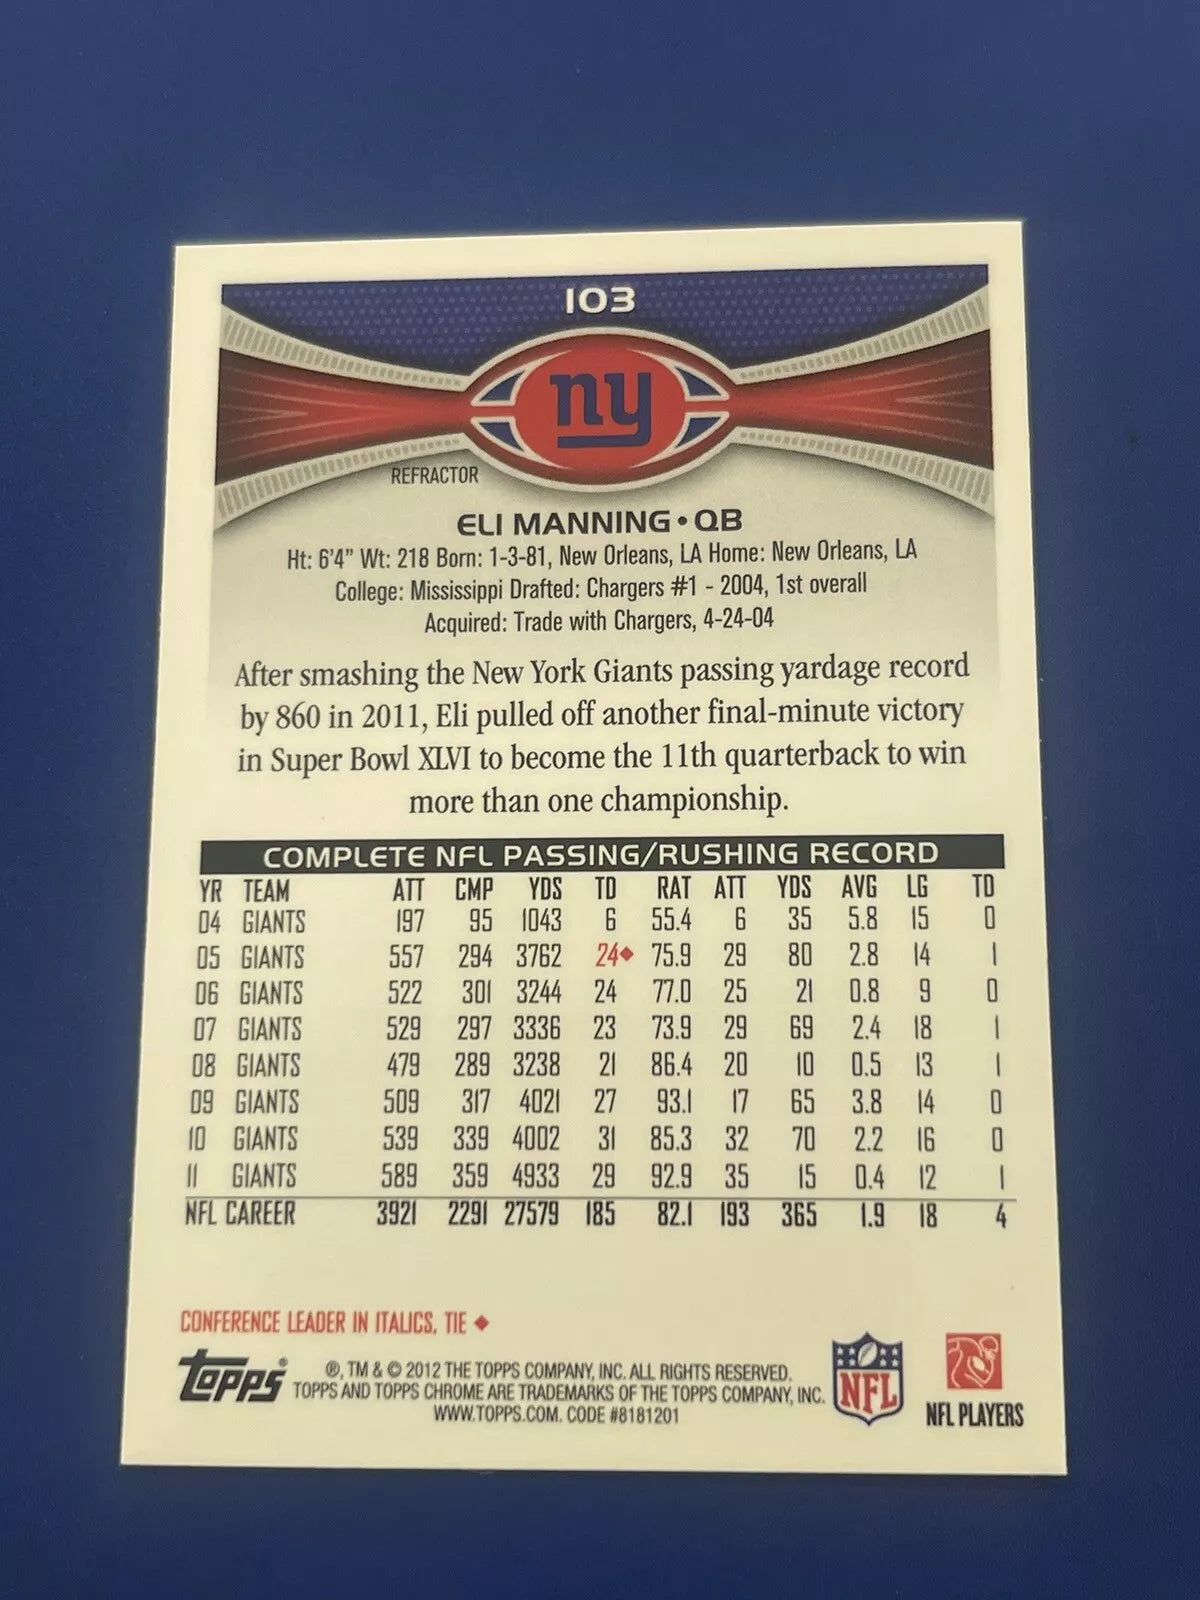 103
ny
REFRACTOR
ELI MANNING • QB
Ht: 6'4" Wt: 218 Born: 1-3-81, New Orleans, LA Home: New Orleans, LA
College: Mississippi Drafted: Chargers #1 - 2004, 1st overall
Acquired: Trade with Chargers, 4-24-04
After smashing the New York Giants passing yardage record
by 860 in 2011, Eli pulled off another final-minute victory
in Super Bowl XLVI to become the 11th quarterback to win
more than one championship.
COMPLETE NFL PASSING/RUSHING RECORD
YR TEAM ATT CMP YDS TD RAT ATT YDS AVG LG TD
04 GIANTS 197 95 1043 6 55.4 6 35 5.8 15 0
05 GIANTS 557 294 3762 24♦ 75.9 29 80 2.8 14 1
06 GIANTS 522 301 3244 24 77.0 25 21 0.8 9 0
07 GIANTS 529 297 3336 23 73.9 29 69 2.4 18 1
08 GIANTS 479 289 3238 21 86.4 20 10 0.5 13 1
09 GIANTS 509 317 4021 27 93.1 17 65 3.8 14 0
10 GIANTS 539 339 4002 31 85.3 32 70 2.2 16 0
11 GIANTS 589 359 4933 29 92.9 35 15 0.4 12 1
NFL CAREER 3921 2291 27579 185 82.1 193 365 1.9 18 4
CONFERENCE LEADER IN ITALICS, TIE ♦
Topps®
®, TM & © 2012 THE TOPPS COMPANY, INC. ALL RIGHTS RESERVED.
TOPPS AND TOPPS CHROME ARE TRADEMARKS OF THE TOPPS COMPANY, INC.
WWW.TOPPS.COM. CODE #8181201
NFL
NFL PLAYERS